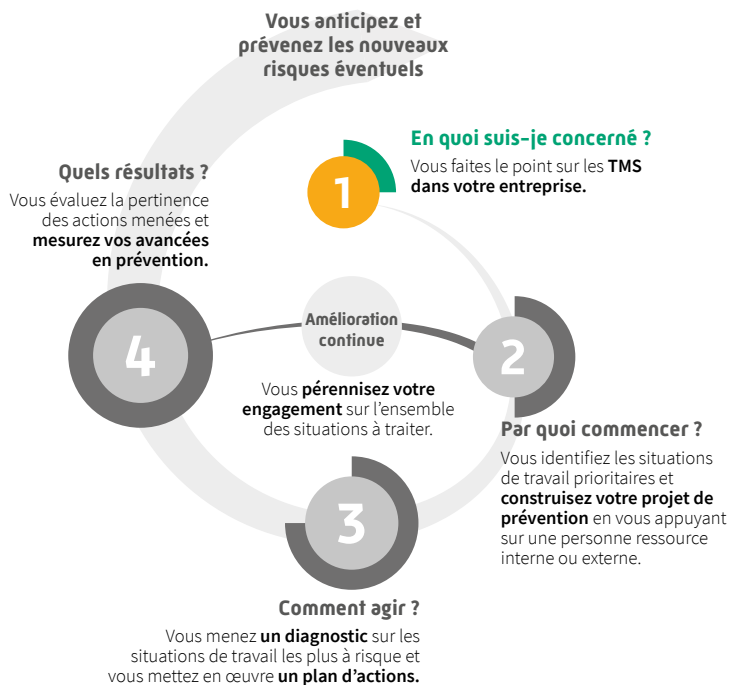 Vous anticipez et
prévenez les nouveaux
risques éventuels
1
En quoi suis-je concerné ?
Vous faites le point sur les TMS
dans votre entreprise.
2
Par quoi commencer ?
Vous identifiez les situations
de travail prioritaires et
construisez votre projet de
prévention en vous appuyant
sur une personne ressource
interne ou externe.
3
Comment agir ?
Vous menez un diagnostic sur les
situations de travail les plus à risque et
vous mettez en œuvre un plan d’actions.
4
Quels résultats ?
Vous évaluez la pertinence
des actions menées et
mesurez vos avancées
en prévention.
Amélioration
continue
Vous pérennisez votre
engagement sur l’ensemble
des situations à traiter.